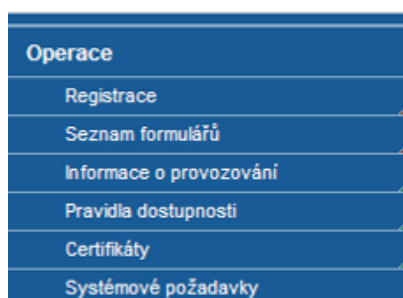 Operace
Registrace
Seznam formulářů
Informace o provozování
Pravidla dostupnosti
Certifikáty
Systémové požadavky